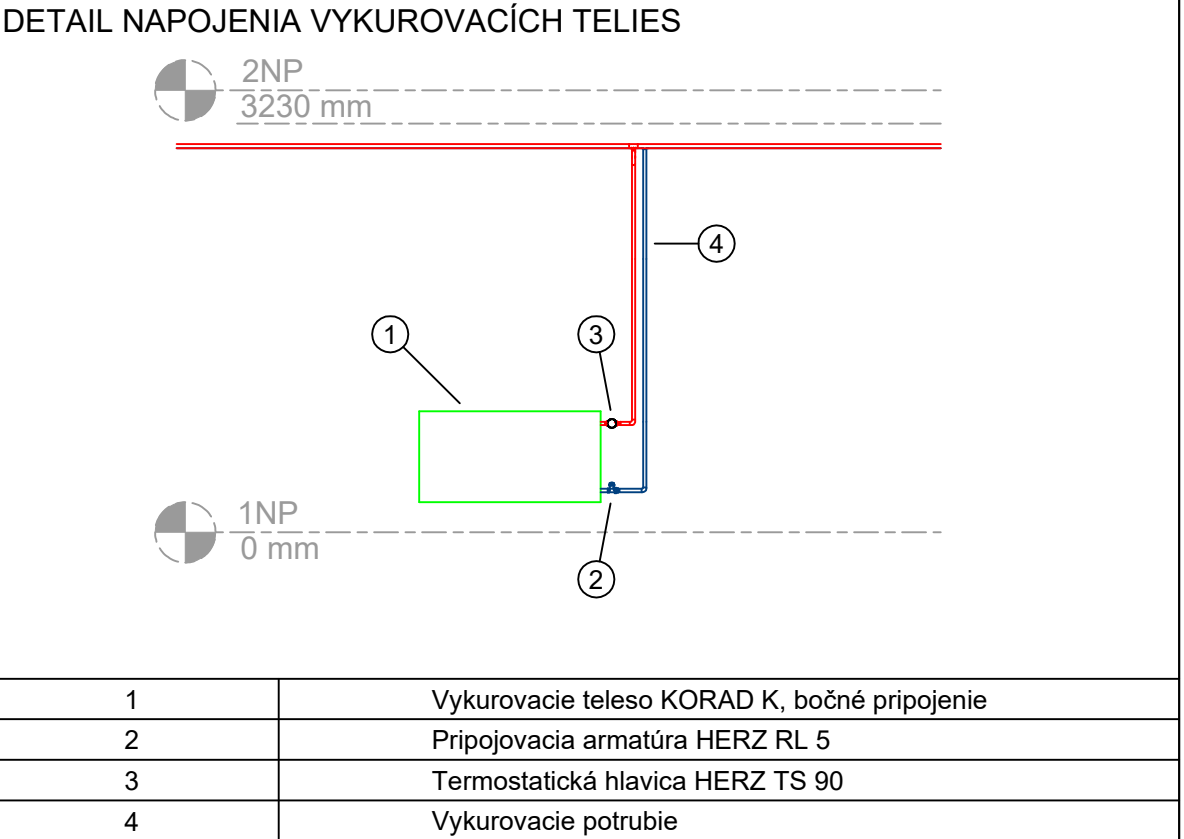 DETAIL NAPOJENIA VYKUROVACÍCH TELIES
2NP
3230 mm
4
1
3
1NP
0 mm
2
1 Vykurovacie teleso KORAD K, bočné pripojenie
2 Pripojovacia armatúra HERZ RL 5
3 Termostatická hlavica HERZ TS 90
4 Vykurovacie potrubie